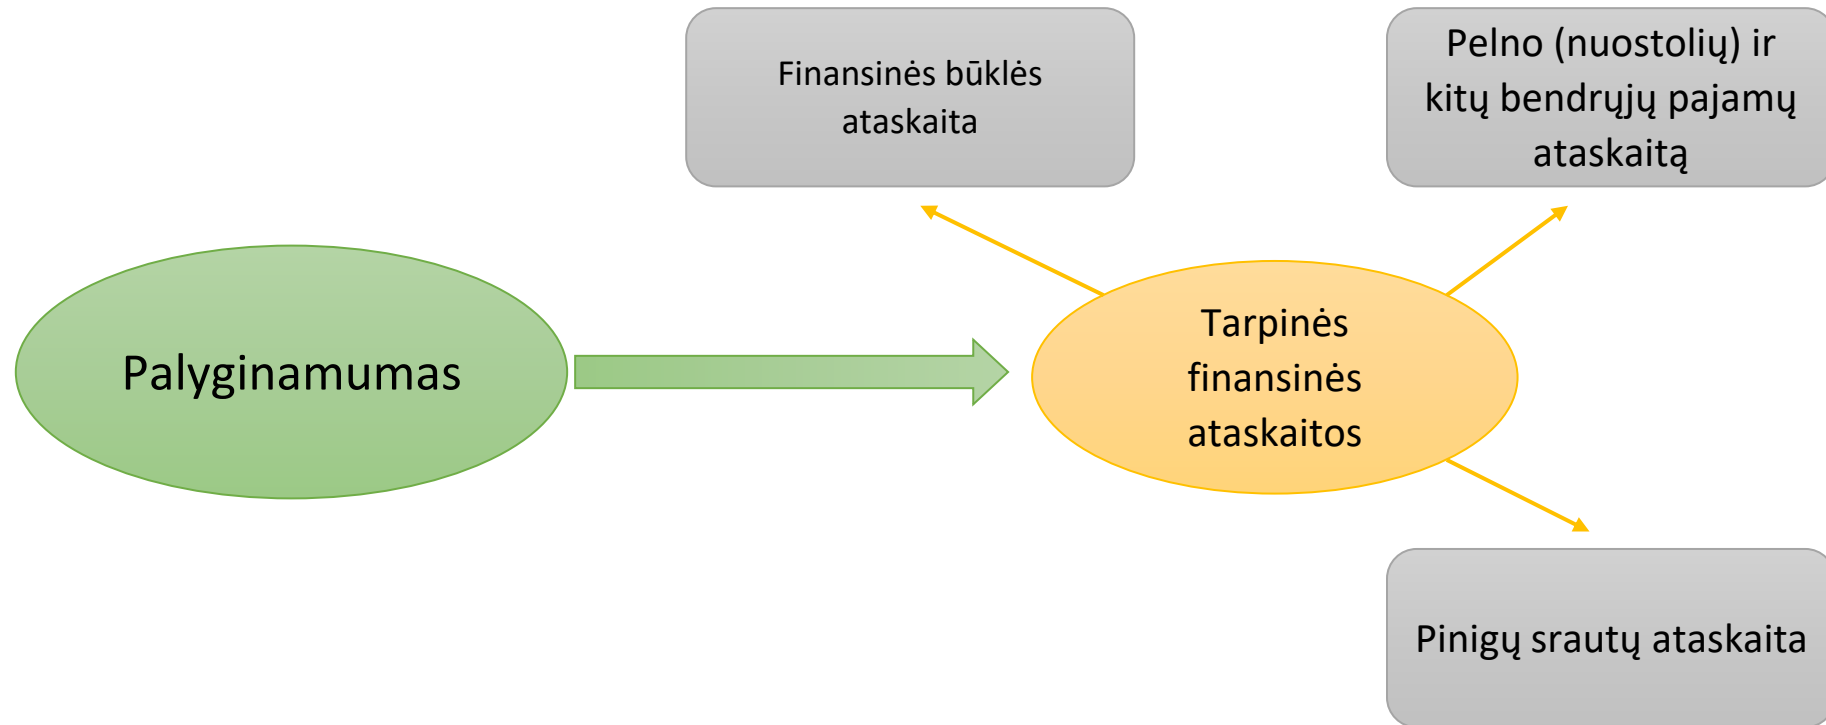 Finansinės būklės
ataskaita
Pelno (nuostolių) ir
kitų bendrųjų pajamų
ataskaitą
Palyginamumas
Tarpinės
finansinės
ataskaitos
Pinigų srautų ataskaita